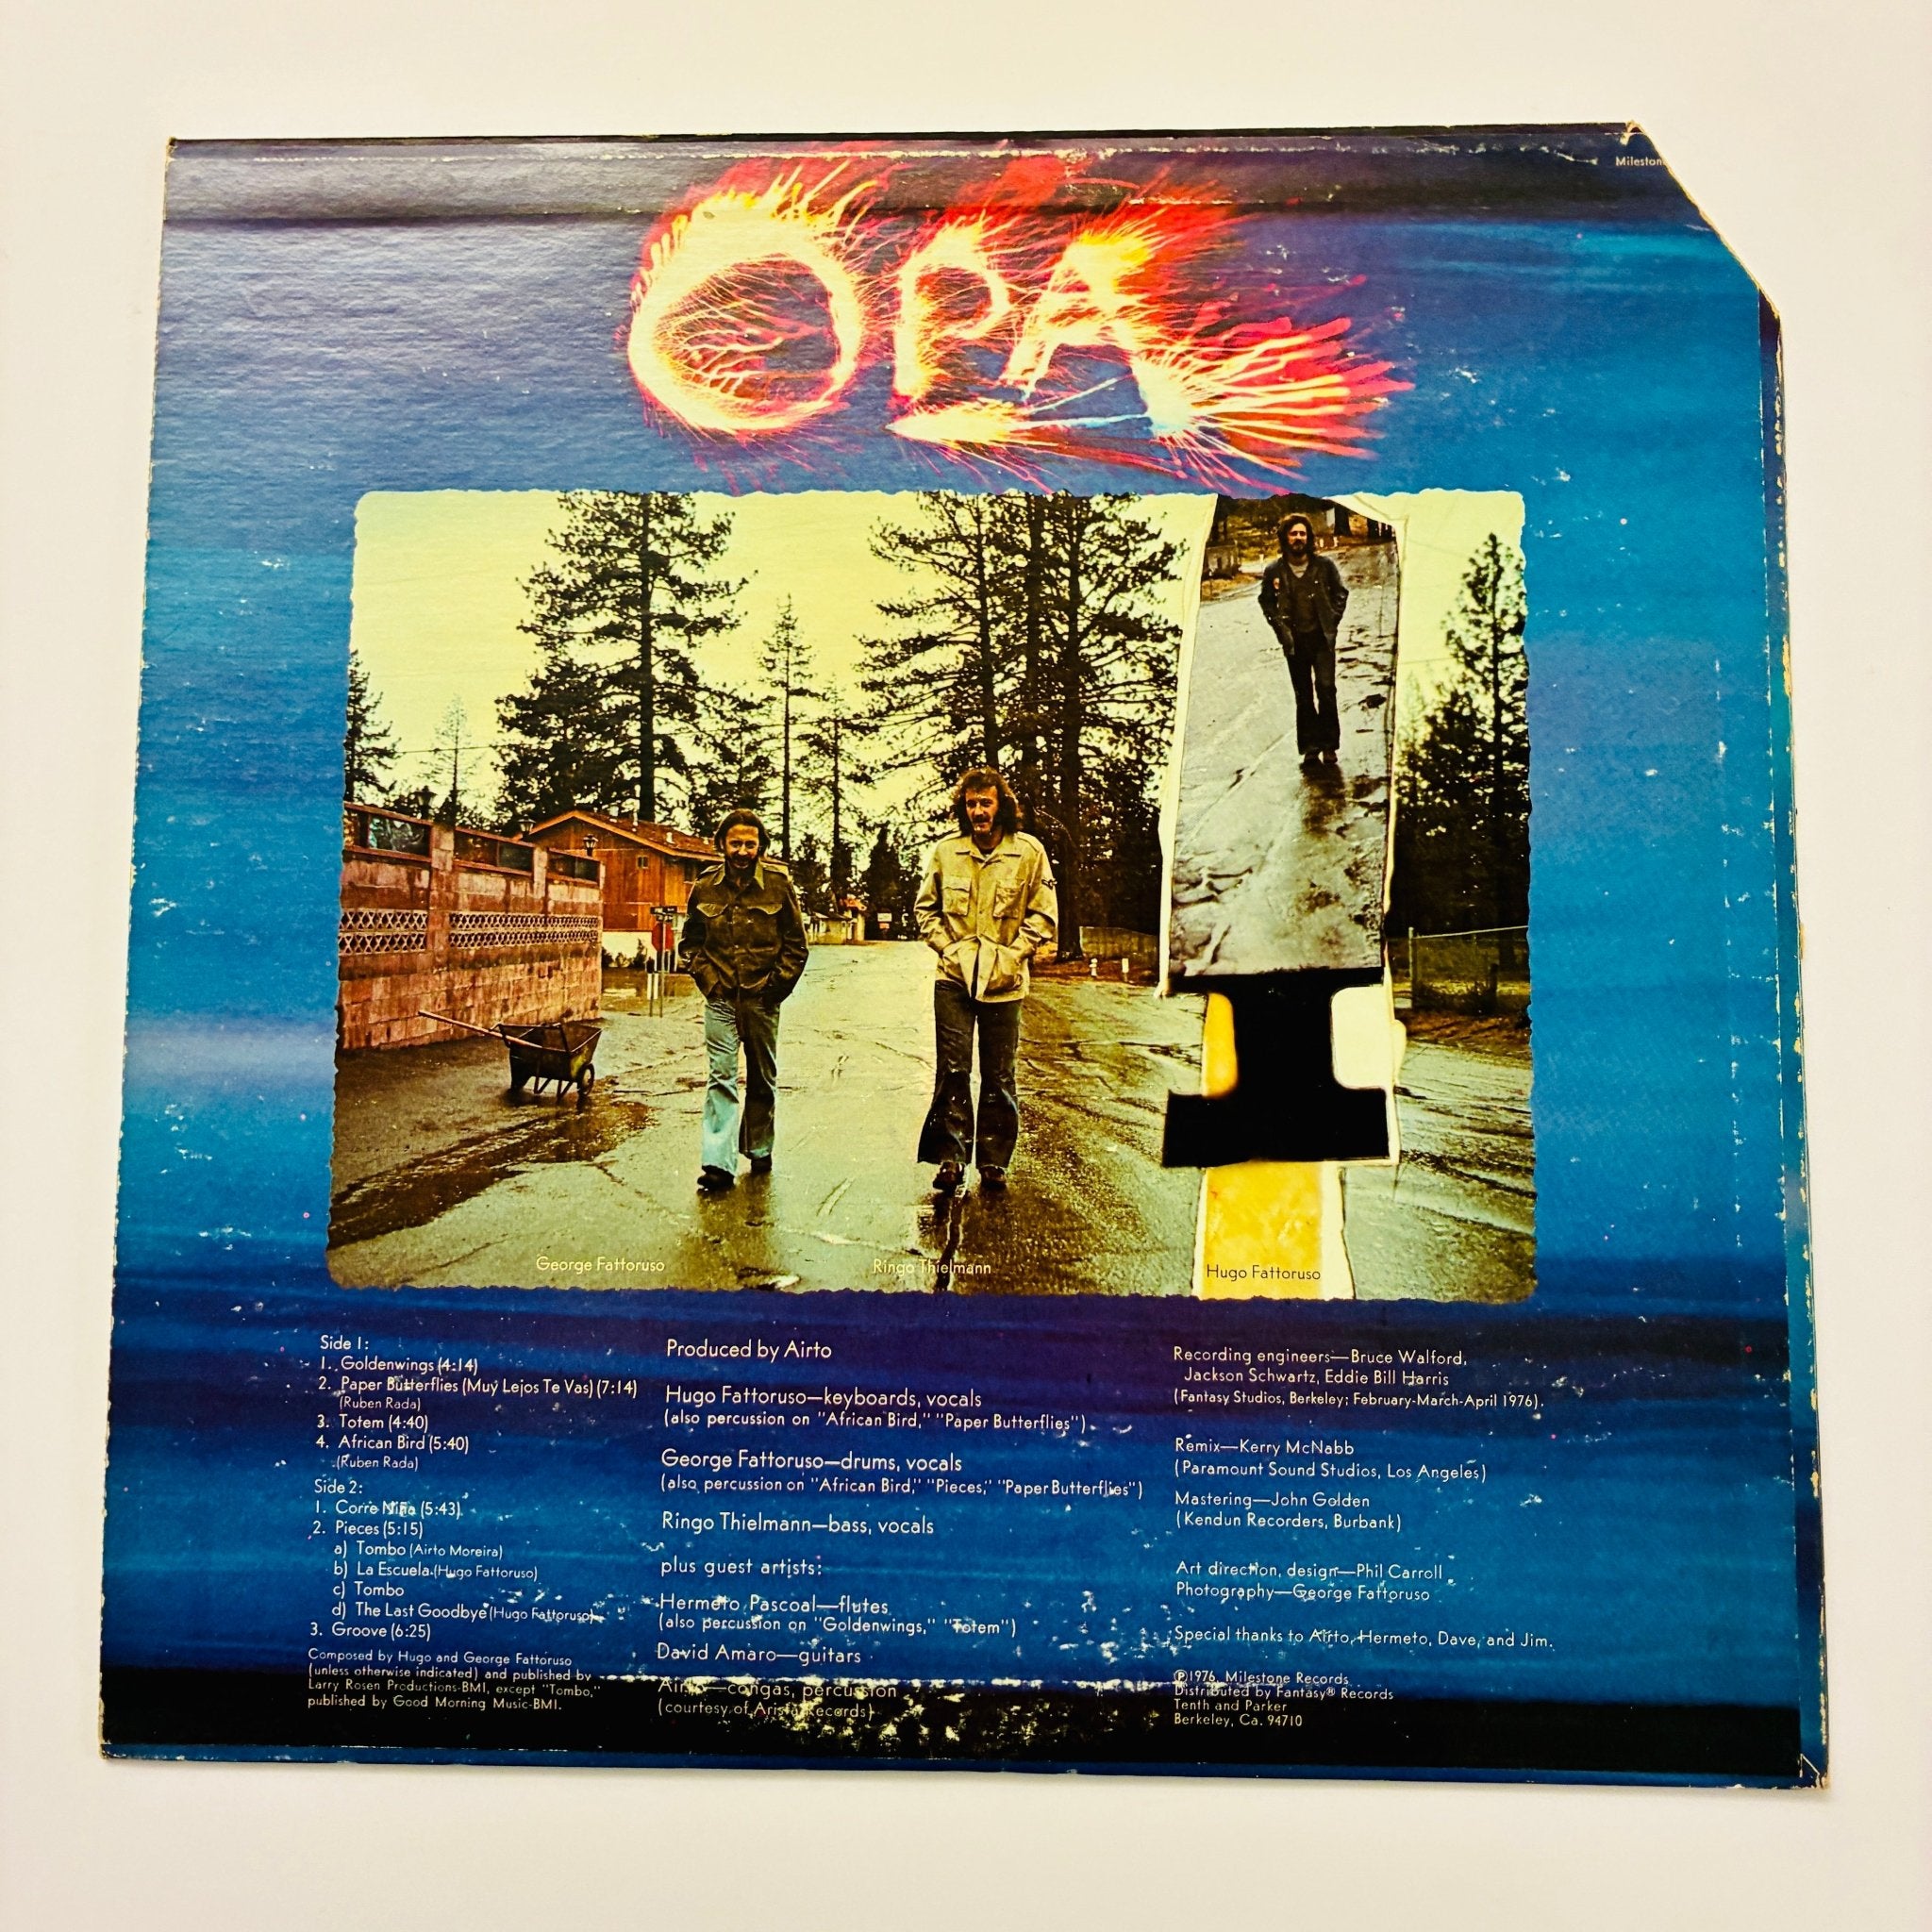 Mileston
OPA
George Fattoruso
Ringo Thielmann
Hugo Fattoruso
Side 1:
1. Goldenwings (4:14)
2. Paper Butterflies (Muy Lejos Te Vas) (7:14)
(Ruben Rada)
3. Totem (4:40)
4. African Bird (5:40)
(Ruben Rada)
Side 2:
1. Corre Niña (5:43)
2. Pieces (5:15)
a) Tombo (Airto Moreira)
b) La Escuela (Hugo Fattoruso)
c) Tombo
d) The Last Goodbye (Hugo Fattoruso)
3. Groove (6:25)
Composed by Hugo and George Fattoruso
(unless otherwise indicated) and published by
Larry Rosen Productions-BMI, except "Tombo,"
published by Good Morning Music-BMI.
Produced by Airto
Hugo Fattoruso—keyboards, vocals
(also percussion on "African Bird," "Paper Butterflies")
George Fattoruso—drums, vocals
(also percussion on "African Bird," "Pieces," "Paper Butterflies")
Ringo Thielmann—bass, vocals
plus guest artists:
Hermeto Pascoal—flutes
(also percussion on "Goldenwings," "Totem")
David Amaro—guitars
Airto—congas, percussion
(courtesy of Arista Records)
Recording engineers—Bruce Walford,
Jackson Schwartz, Eddie Bill Harris
(Fantasy Studios, Berkeley; February-March-April 1976).
Remix—Kerry McNabb
(Paramount Sound Studios, Los Angeles)
Mastering—John Golden
(Kendun Recorders, Burbank)
Art direction, design—Phil Carroll
Photography—George Fattoruso
Special thanks to Airto, Hermeto, Dave, and Jim.
℗1976, Milestone Records
Distributed by Fantasy® Records
Tenth and Parker
Berkeley, Ca. 94710